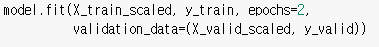 model.fit(X_train_scaled, y_train, epochs=2,
validation_data=(X_valid_scaled, y_valid))